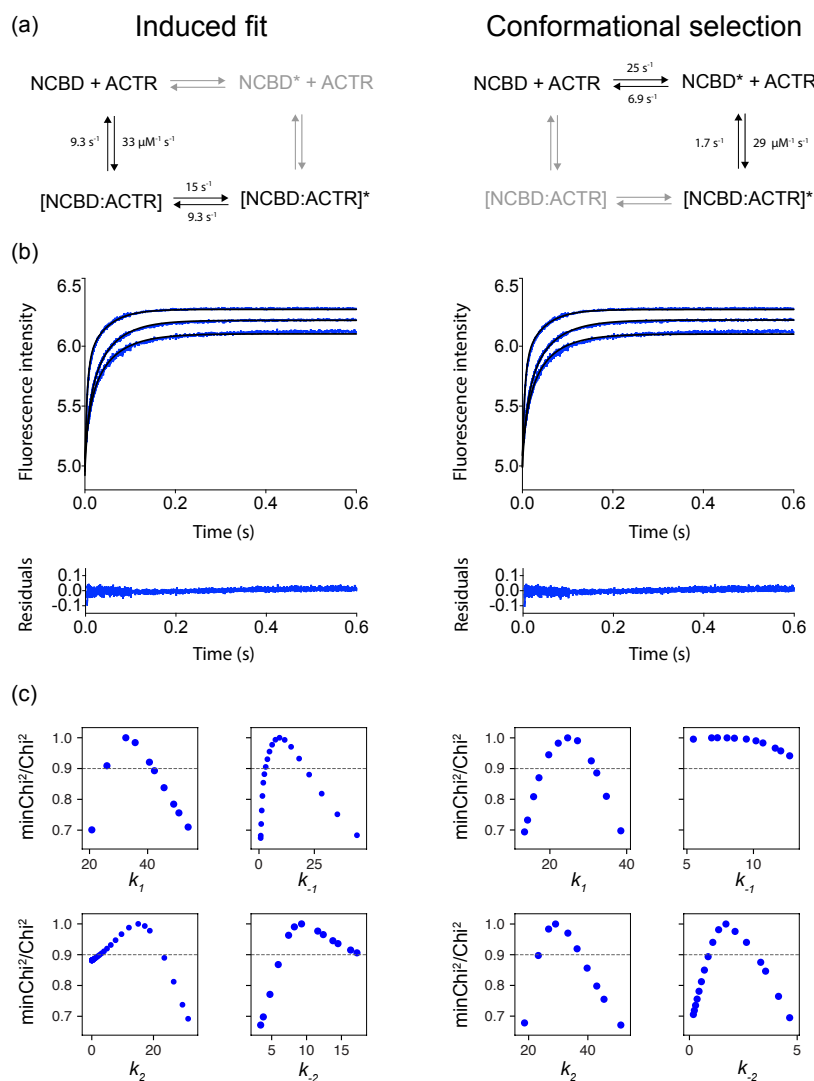 (a)
Induced fit
Conformational selection
NCBD + ACTR
NCBD* + ACTR
9.3 s⁻¹
33 µM⁻¹ s⁻¹
15 s⁻¹
9.3 s⁻¹
[NCBD:ACTR]
[NCBD:ACTR]*
NCBD + ACTR
25 s⁻¹
6.9 s⁻¹
NCBD* + ACTR
1.7 s⁻¹
29 µM⁻¹ s⁻¹
[NCBD:ACTR]
[NCBD:ACTR]*
(b)
Fluorescence intensity
6.5
6.0
5.5
5.0
0.0 0.2 0.4 0.6
Time (s)
Fluorescence intensity
6.5
6.0
5.5
5.0
0.0 0.2 0.4 0.6
Time (s)
Residuals
0.1
0.0
-0.1
0.0 0.2 0.4 0.6
Time (s)
Residuals
0.1
0.0
-0.1
0.0 0.2 0.4 0.6
Time (s)
(c)
minChi²/Chi²
1.0
0.9
0.8
0.7
20 40
k₁
0 25
k₋₁
minChi²/Chi²
1.0
0.9
0.8
0.7
20 40
k₁
5 10
k₋₁
minChi²/Chi²
1.0
0.9
0.8
0.7
0 20
k₂
5 10 15
k₋₂
minChi²/Chi²
1.0
0.9
0.8
0.7
20 40
k₂
0 5
k₋₂